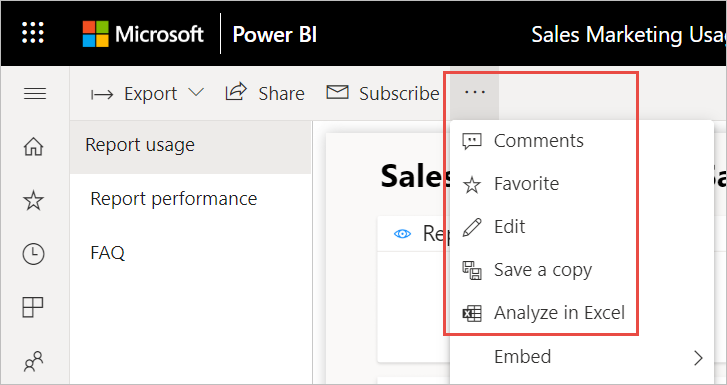 Microsoft Power BI Sales Marketing Usag
Export Share Subscribe ...
Report usage
Report performance
FAQ
Sales Sa
Rep
Comments
Favorite
Edit
Save a copy
Analyze in Excel
Embed